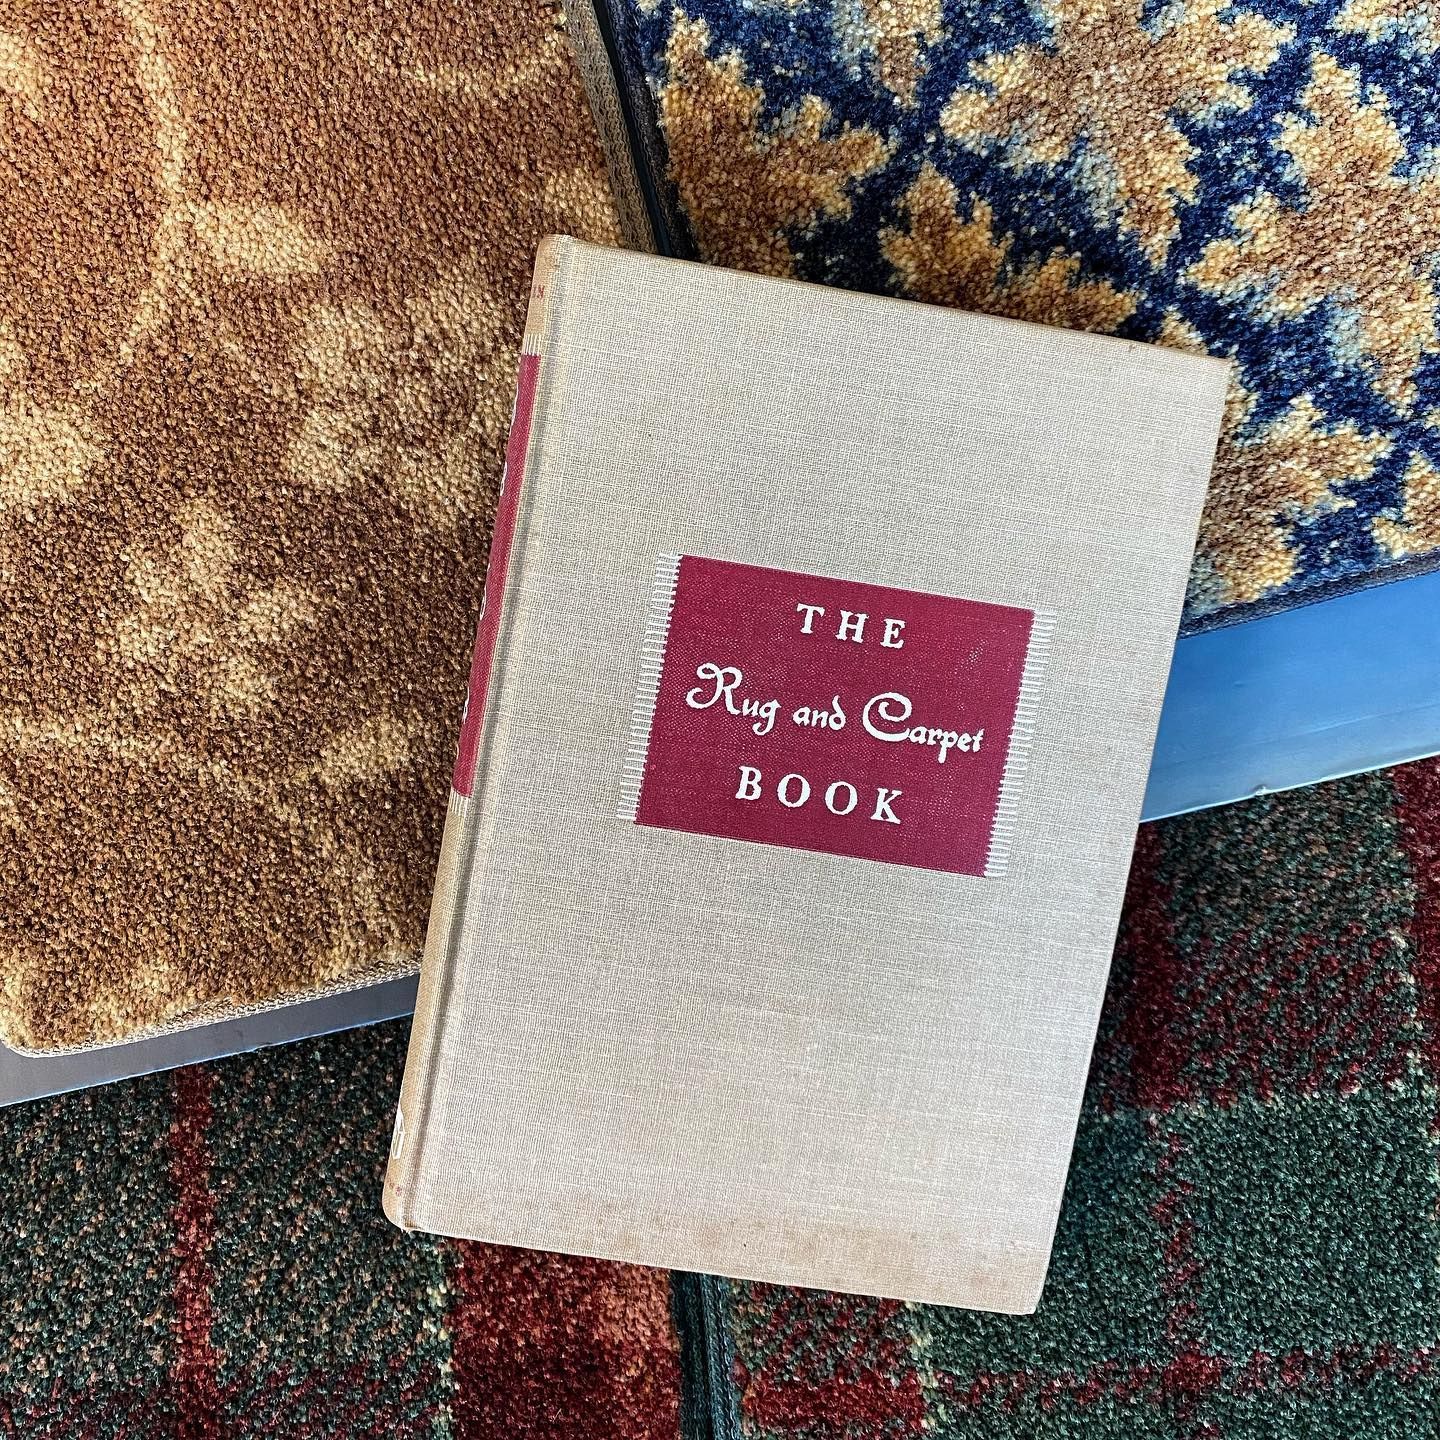 THE
Rug and Carpet
BOOK